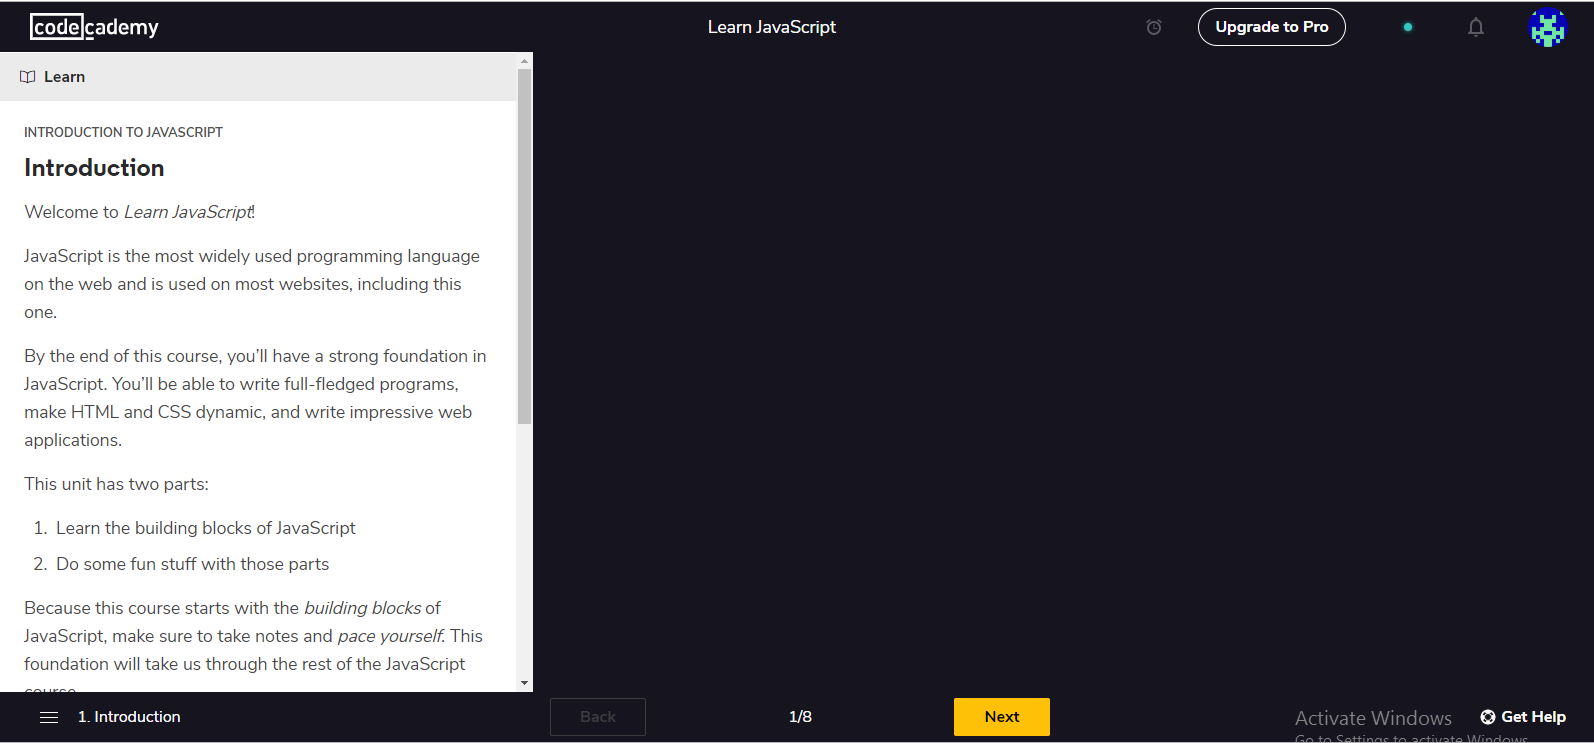 codecademy
Learn JavaScript
Upgrade to Pro
Learn
INTRODUCTION TO JAVASCRIPT
Introduction
Welcome to Learn JavaScript!
JavaScript is the most widely used programming language
on the web and is used on most websites, including this
one.
By the end of this course, you’ll have a strong foundation in
JavaScript. You’ll be able to write full-fledged programs,
make HTML and CSS dynamic, and write impressive web
applications.
This unit has two parts:
1. Learn the building blocks of JavaScript
2. Do some fun stuff with those parts
Because this course starts with the building blocks of
JavaScript, make sure to take notes and pace yourself. This
foundation will take us through the rest of the JavaScript
course
1. Introduction
Back
1/8
Next
Activate Windows
Go to Settings to activate Windows.
Get Help